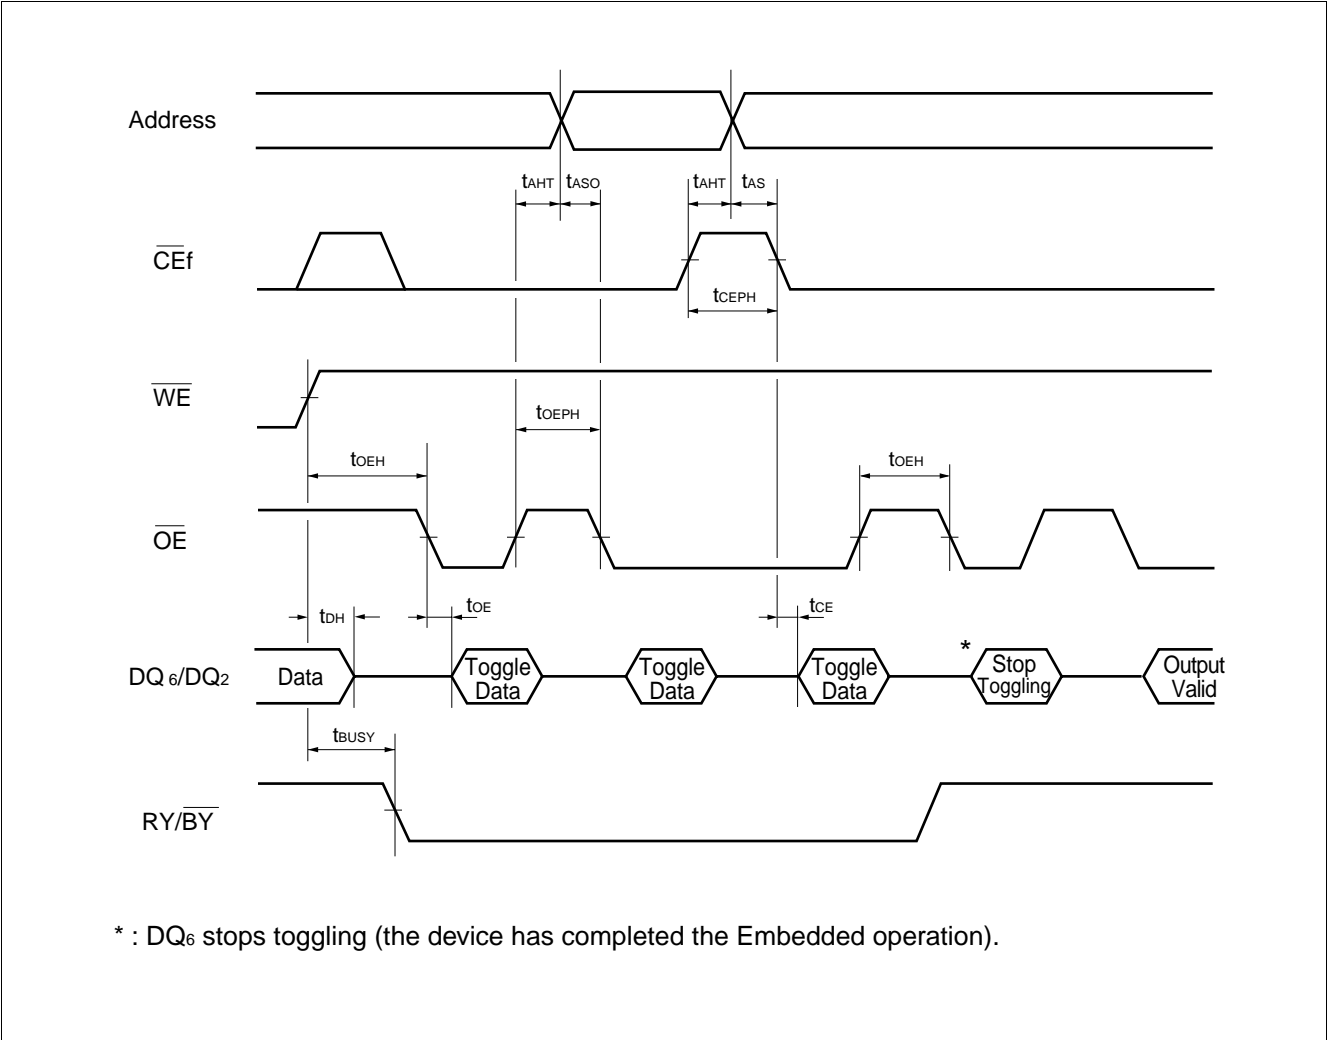 Address
tAHT tASO tAHT tAS
CEf
tCEPH
WE
tOEPH
tOEH tOEH
OE
tDH tOE tCE
*
DQ6/DQ2 Data Toggle Data Toggle Data Toggle Data Stop Toggling Output Valid
tBUSY
RY/BY
* : DQ6 stops toggling (the device has completed the Embedded operation).